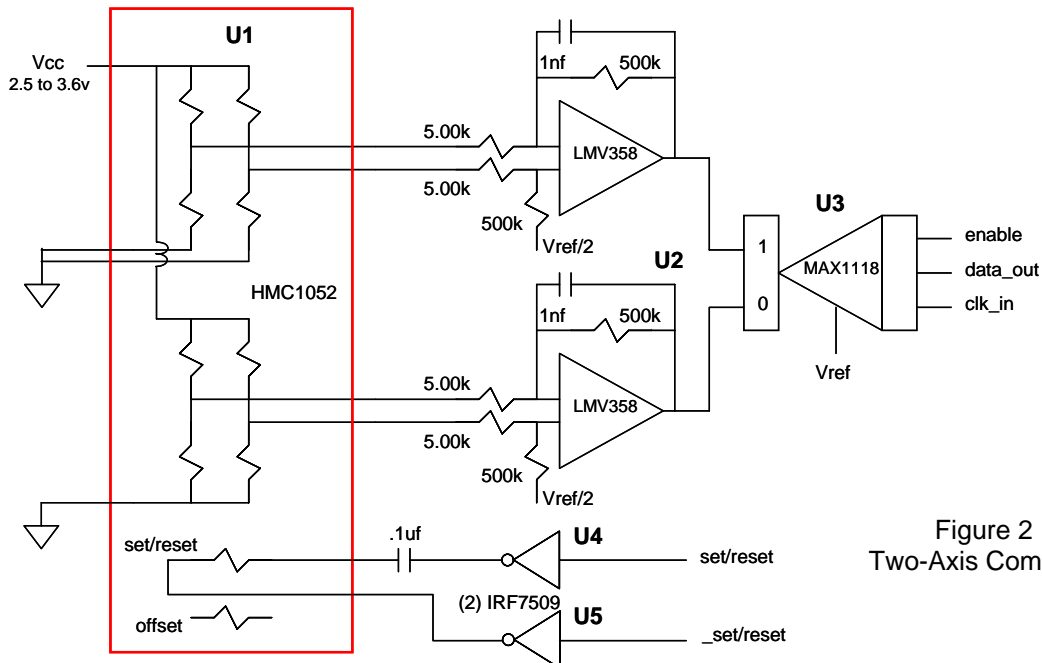 U1
Vcc
2.5 to 3.6v
HMC1052
1nf
500k
5.00k
LMV358
5.00k
500k
Vref/2
U2
1nf
500k
5.00k
LMV358
5.00k
500k
Vref/2
1
0
U3
MAX1118
enable
data_out
clk_in
Vref
set/reset
.1uf
U4
set/reset
(2) IRF7509
offset
U5
_set/reset
Figure 2
Two-Axis Com